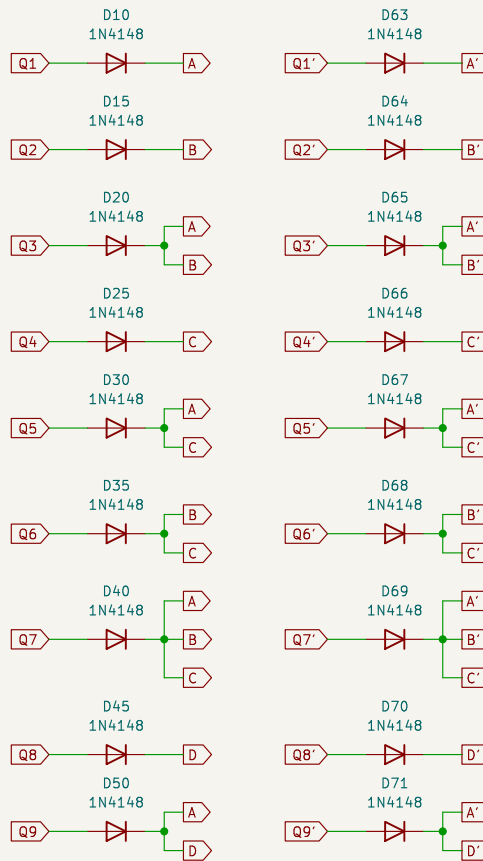 D10
1N4148
Q1
A
D63
1N4148
Q1'
A'
D15
1N4148
Q2
B
D64
1N4148
Q2'
B'
D20
1N4148
Q3
A
B
D65
1N4148
Q3'
A'
B'
D25
1N4148
Q4
C
D66
1N4148
Q4'
C'
D30
1N4148
Q5
A
C
D67
1N4148
Q5'
A'
C'
D35
1N4148
Q6
B
C
D68
1N4148
Q6'
B'
C'
D40
1N4148
Q7
A
B
C
D69
1N4148
Q7'
A'
B'
C'
D45
1N4148
Q8
D
D70
1N4148
Q8'
D'
D50
1N4148
Q9
A
D
D71
1N4148
Q9'
A'
D'